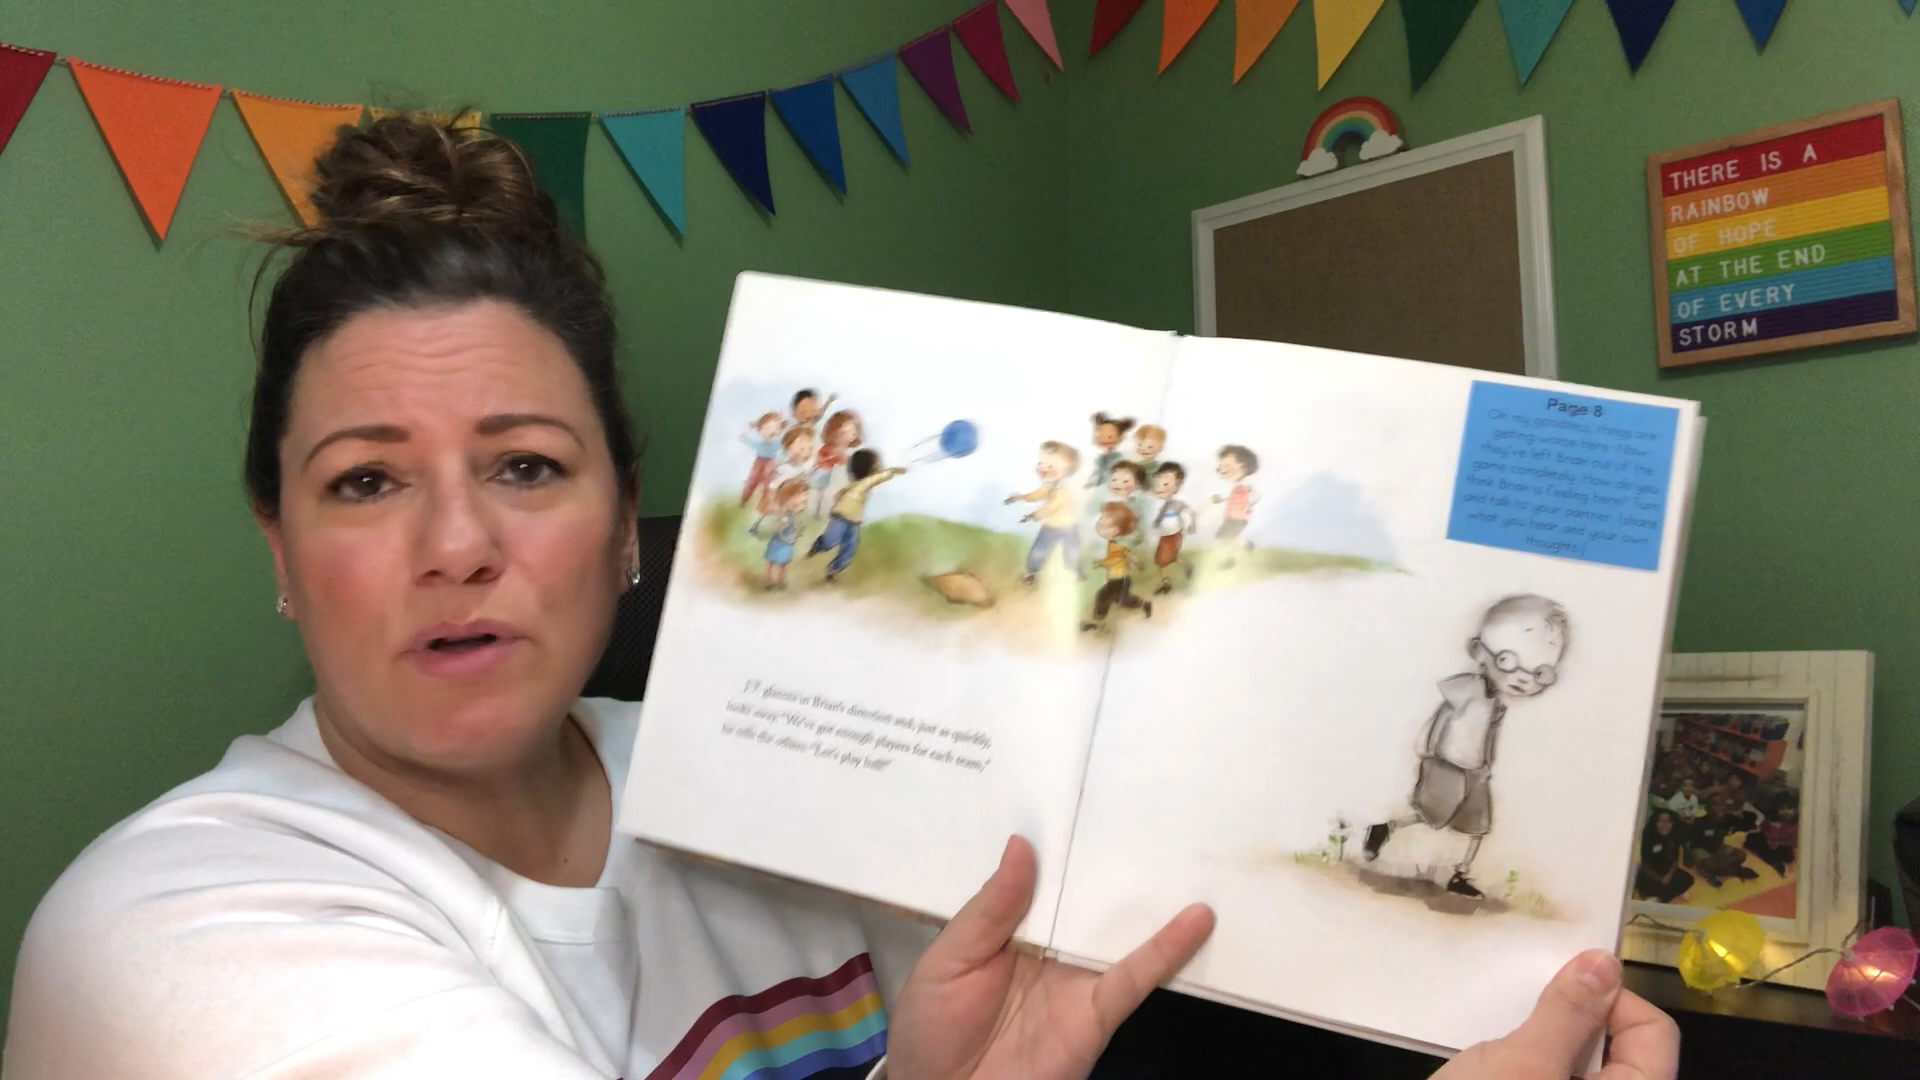 THERE IS A
RAINBOW
OF HOPE
AT THE END
OF EVERY
STORM
Page 8
Oh my goodness, things are
getting worse here. Now
they've left Brian out of the
game completely. How do you
think Brian is feeling here? Turn
and talk to your partner. (share
what you hear and your own
thoughts.)
J.T. glances in Brian's direction and, just as quickly,
looks away. "We've got enough players for each team,"
he tells the others. "Let's play ball!"